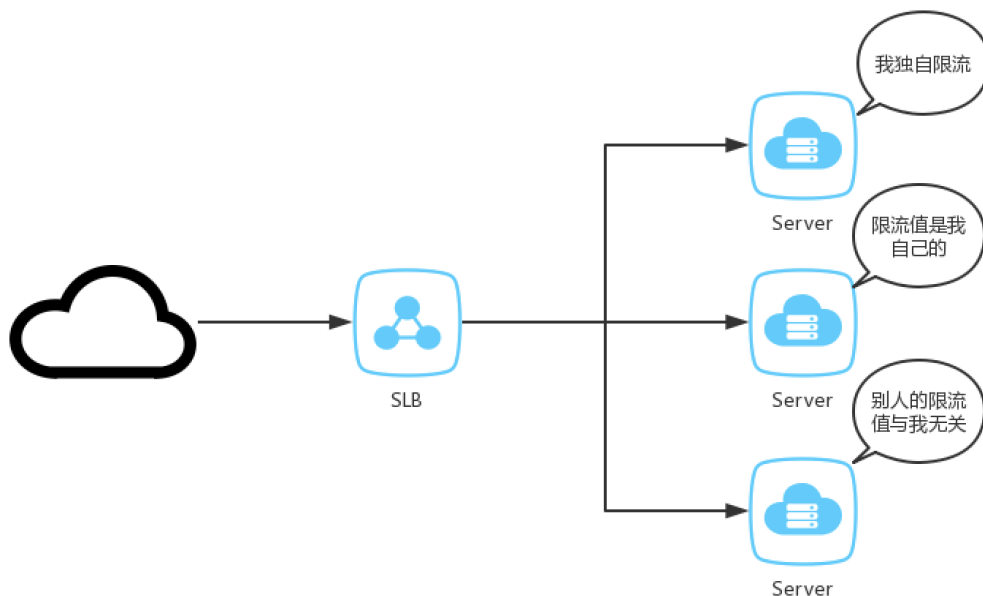 我独自限流
Server
限流值是我
自己的
SLB
Server
别人的限流
值与我无关
Server